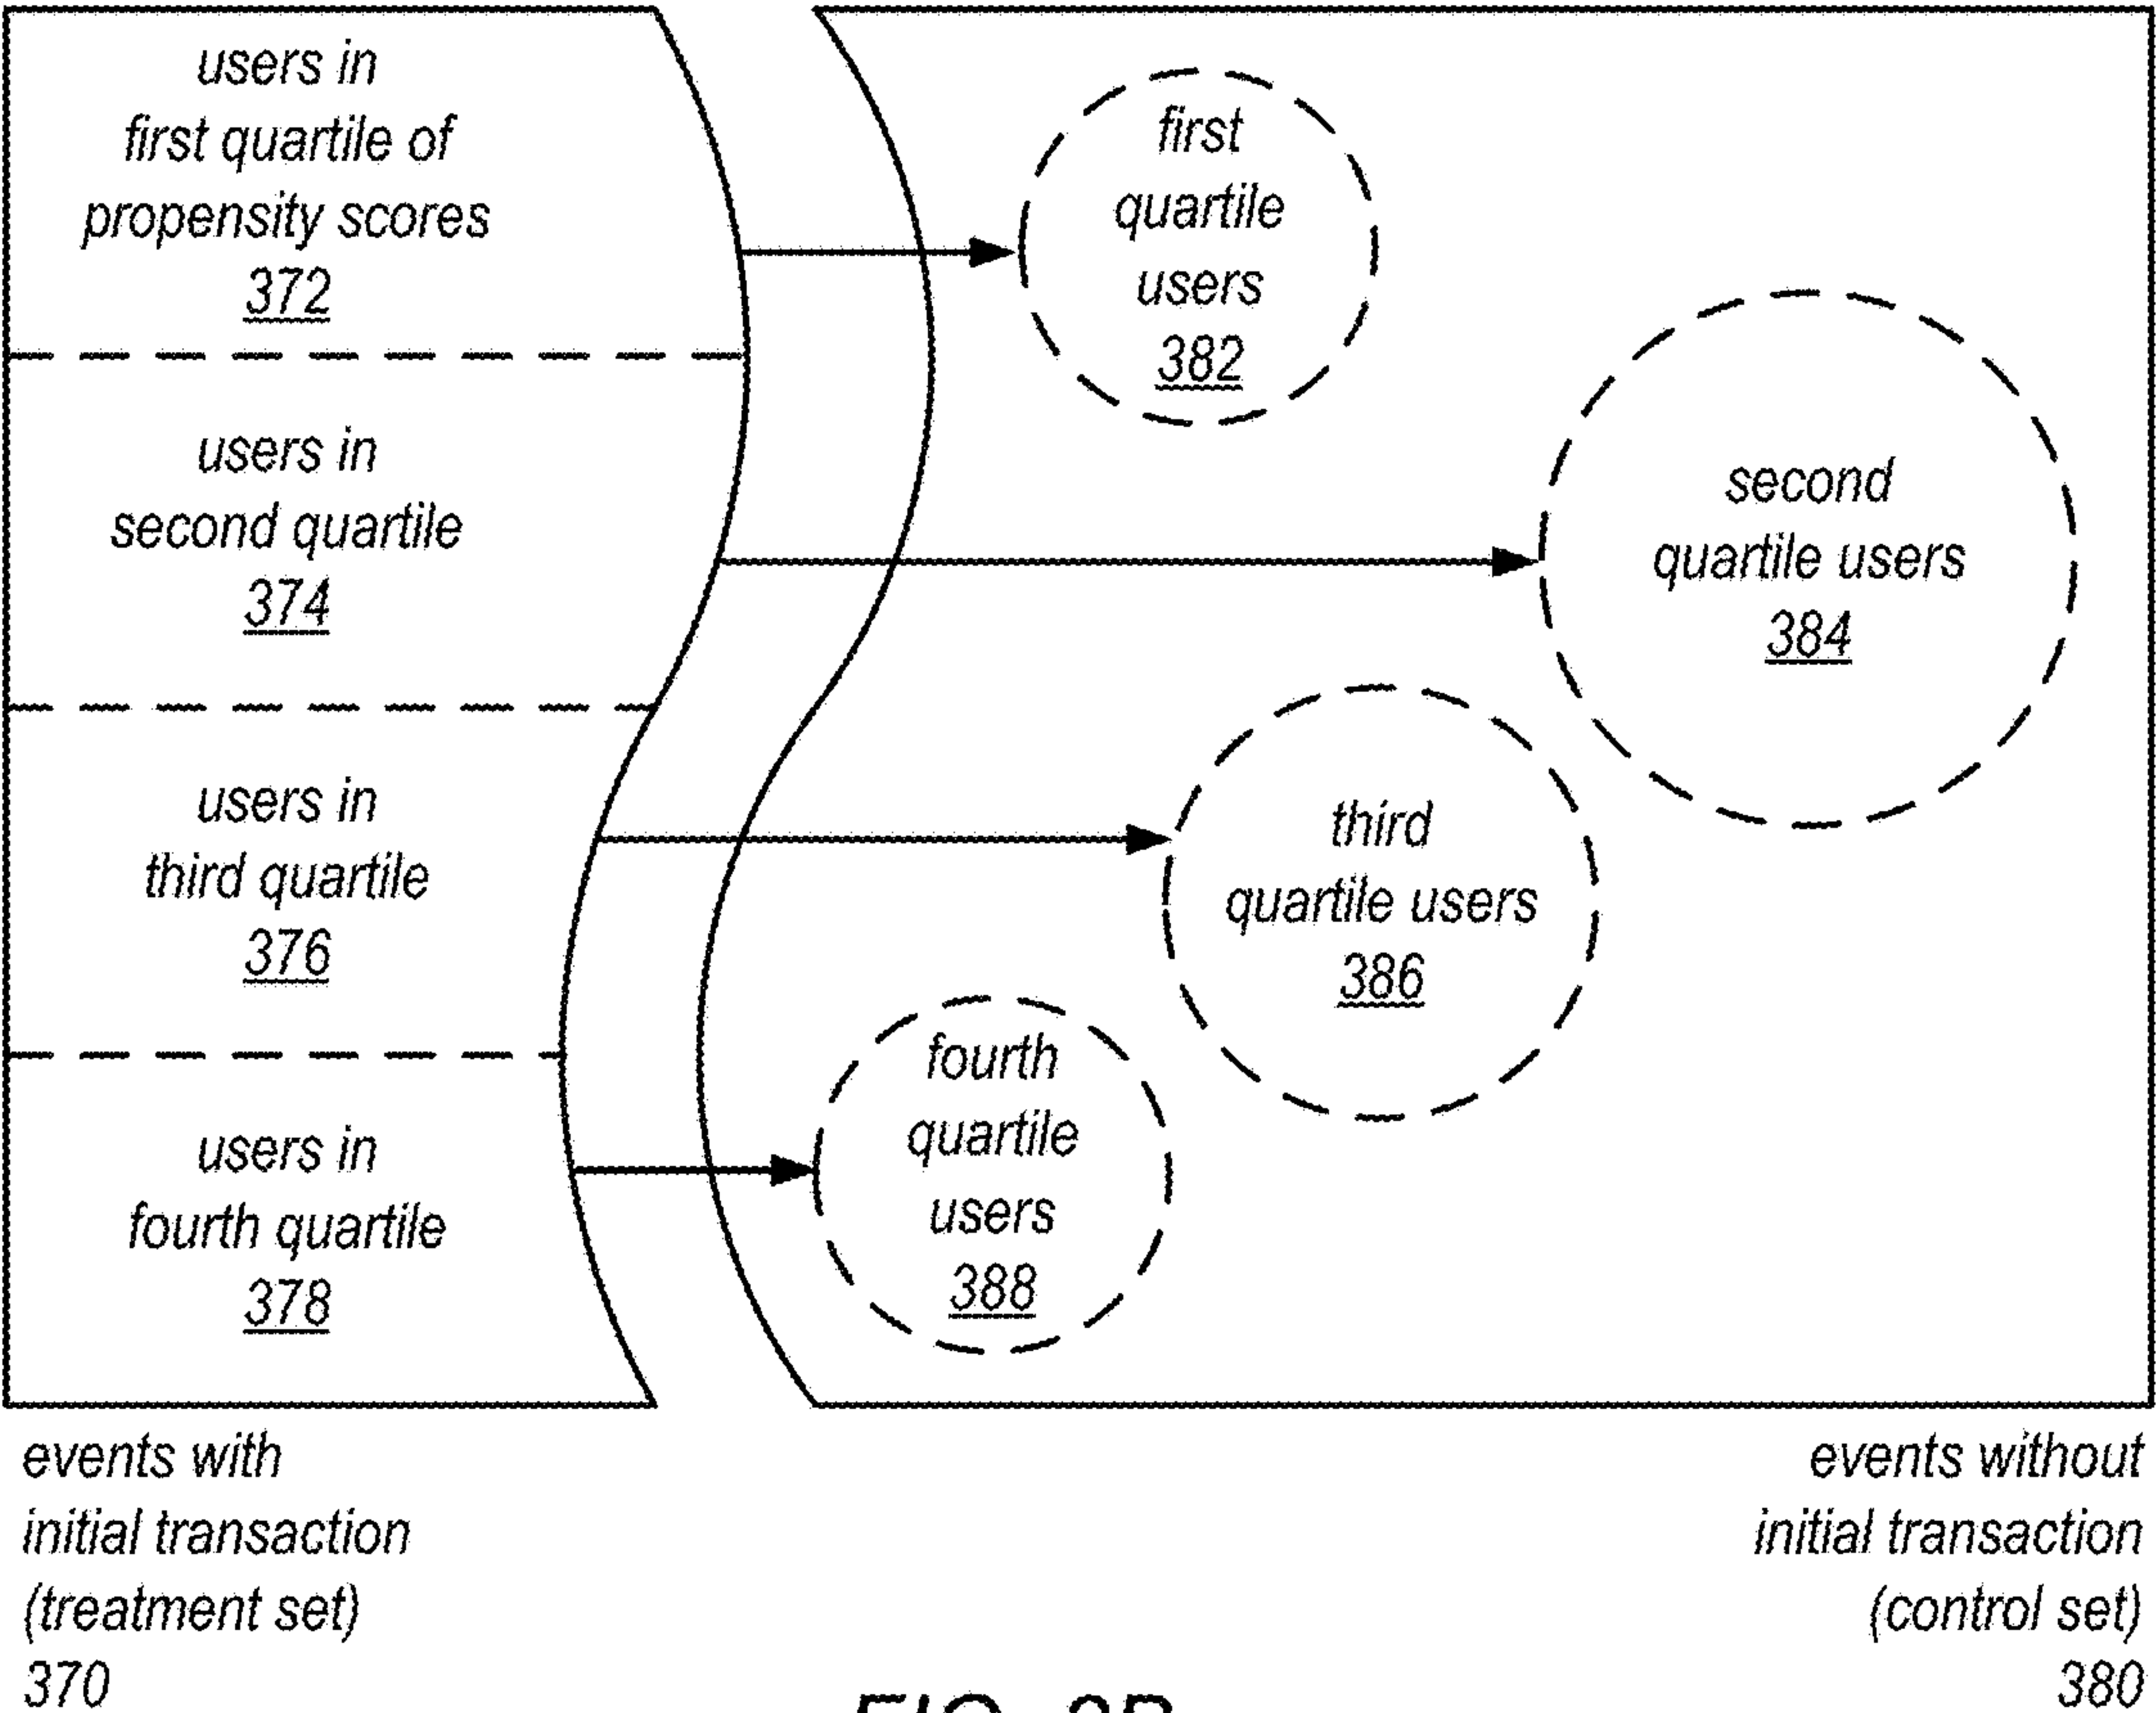 users in
first quartile of
propensity scores
372
users in
second quartile
374
users in
third quartile
376
users in
fourth quartile
378
first
quartile
users
382
second
quartile users
384
third
quartile users
386
fourth
quartile
users
388
events with
initial transaction
(treatment set)
370
events without
initial transaction
(control set)
380